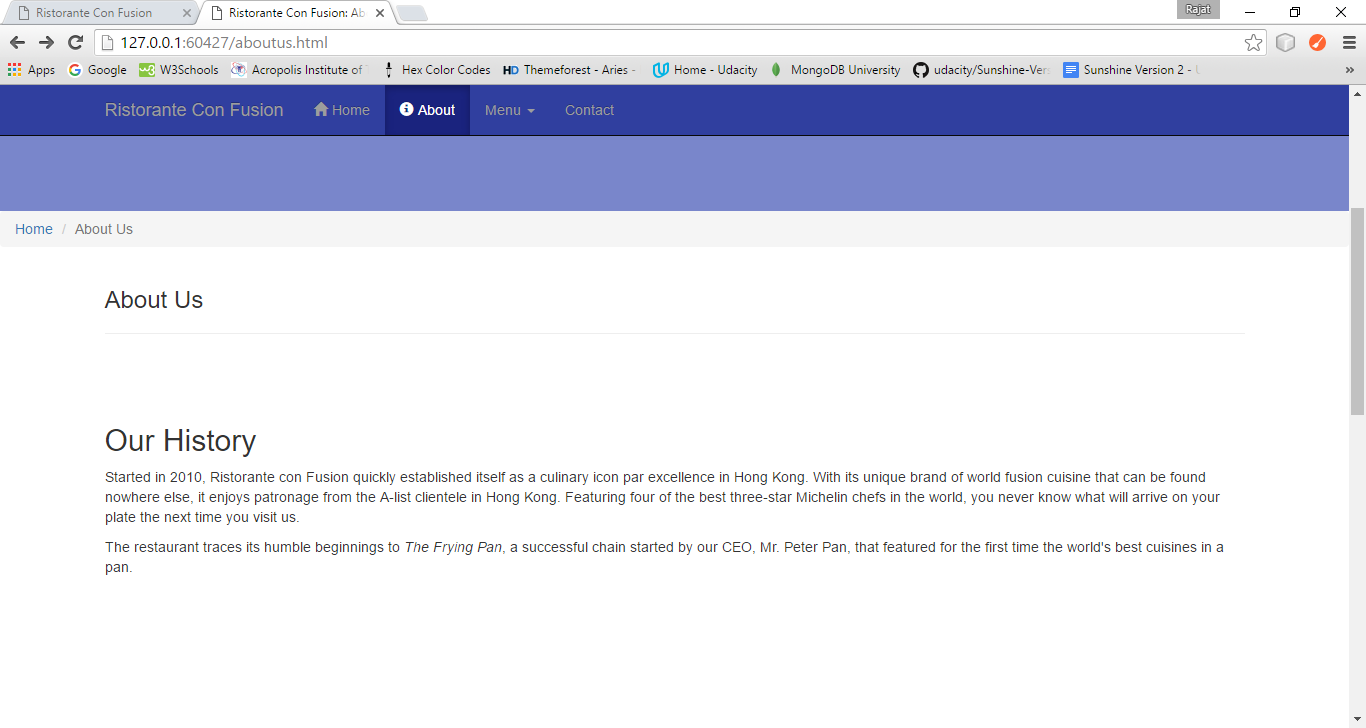 Ristorante Con Fusion
Ristorante Con Fusion: Ab
Rajat
127.0.0.1:60427/aboutus.html
Apps Google W3Schools Acropolis Institute of Hex Color Codes Themeforest - Aries - Home - Udacity MongoDB University udacity/Sunshine-Vers Sunshine Version 2 - »
Ristorante Con Fusion Home About Menu Contact
Home / About Us
About Us
Our History
Started in 2010, Ristorante con Fusion quickly established itself as a culinary icon par excellence in Hong Kong. With its unique brand of world fusion cuisine that can be found
nowhere else, it enjoys patronage from the A-list clientele in Hong Kong. Featuring four of the best three-star Michelin chefs in the world, you never know what will arrive on your
plate the next time you visit us.
The restaurant traces its humble beginnings to The Frying Pan, a successful chain started by our CEO, Mr. Peter Pan, that featured for the first time the world's best cuisines in a
pan.